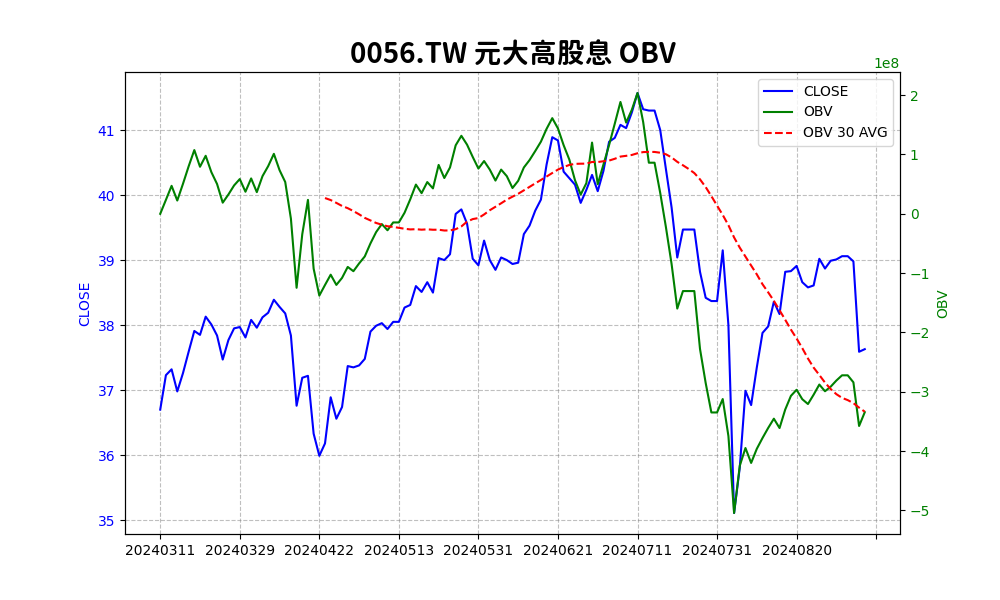 0056.TW 元大高股息 OBV
1e8
CLOSE
OBV
OBV 30 AVG
41
40
39
38
37
36
35
CLOSE
2
1
0
−1
−2
−3
−4
−5
OBV
20240311 20240329 20240422 20240513 20240531 20240621 20240711 20240731 20240820